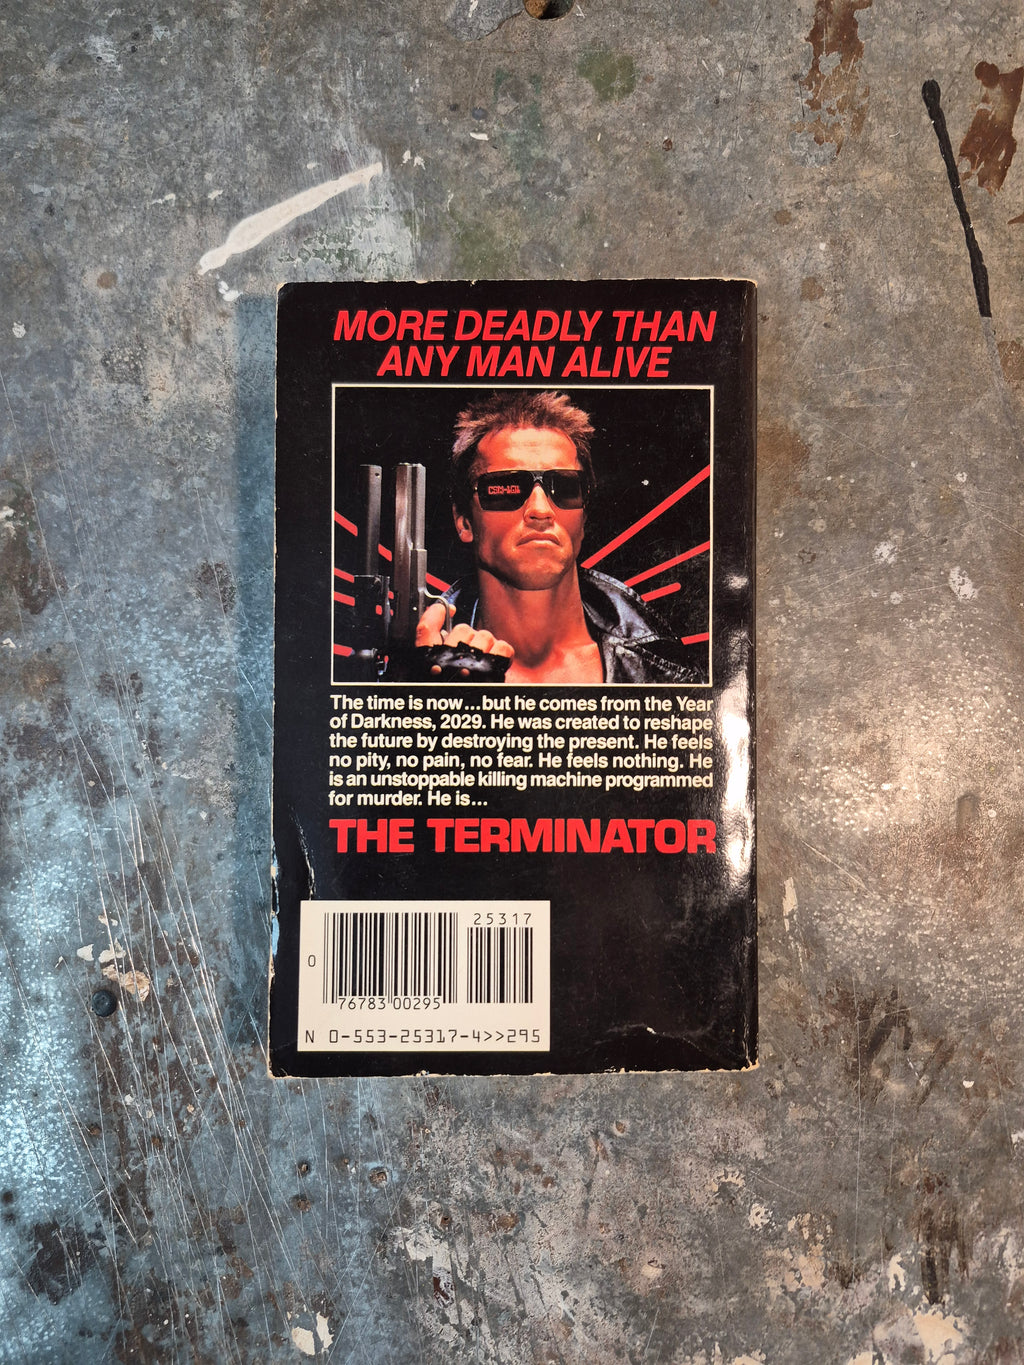 MORE DEADLY THAN
ANY MAN ALIVE
The time is now...but he comes from the Year
of Darkness, 2029. He was created to reshape
the future by destroying the present. He feels
no pity, no pain, no fear. He feels nothing. He
is an unstoppable killing machine programmed
for murder. He is...
THE TERMINATOR
25317
0
76783 00295
N 0-553-25317-4>>295